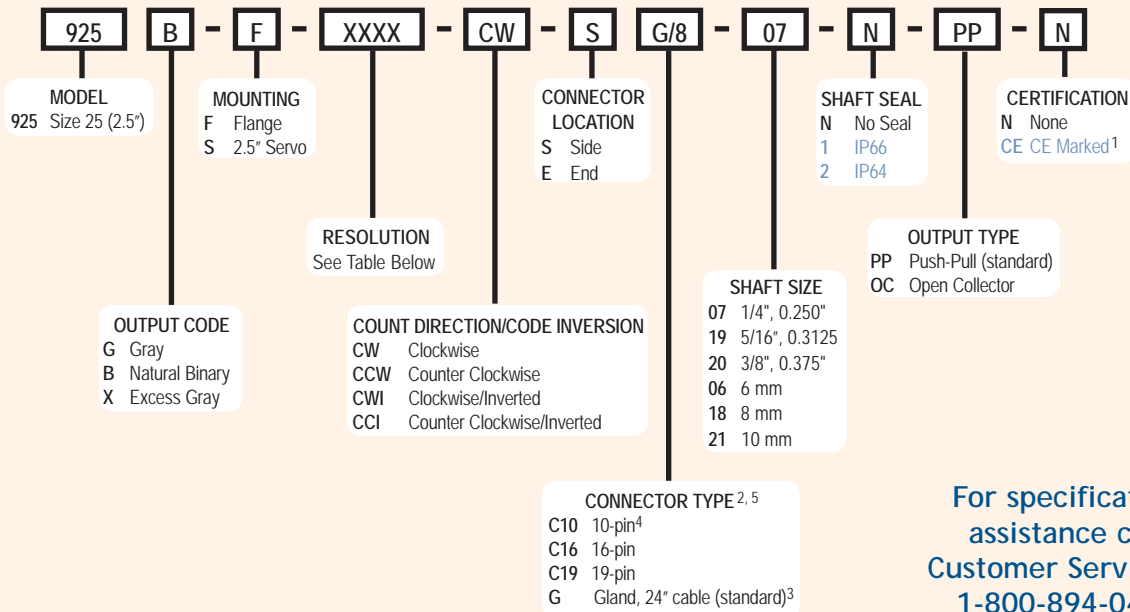 925 B - F - XXXX - CW - S G/8 - 07 - N - PP - N
MODEL
925 Size 25 (2.5")
MOUNTING
F Flange
S 2.5" Servo
CONNECTOR
LOCATION
S Side
E End
SHAFT SEAL
N No Seal
1 IP66
2 IP64
CERTIFICATION
N None
CE CE Marked1
RESOLUTION
See Table Below
OUTPUT TYPE
PP Push-Pull (standard)
OC Open Collector
OUTPUT CODE
G Gray
B Natural Binary
X Excess Gray
COUNT DIRECTION/CODE INVERSION
CW Clockwise
CCW Counter Clockwise
CWI Clockwise/Inverted
CCI Counter Clockwise/Inverted
SHAFT SIZE
07 1/4", 0.250"
19 5/16", 0.3125
20 3/8", 0.375"
06 6 mm
18 8 mm
21 10 mm
CONNECTOR TYPE2, 5
C10 10-pin4
C16 16-pin
C19 19-pin
G Gland, 24" cable (standard)3
For
assistance
Customer